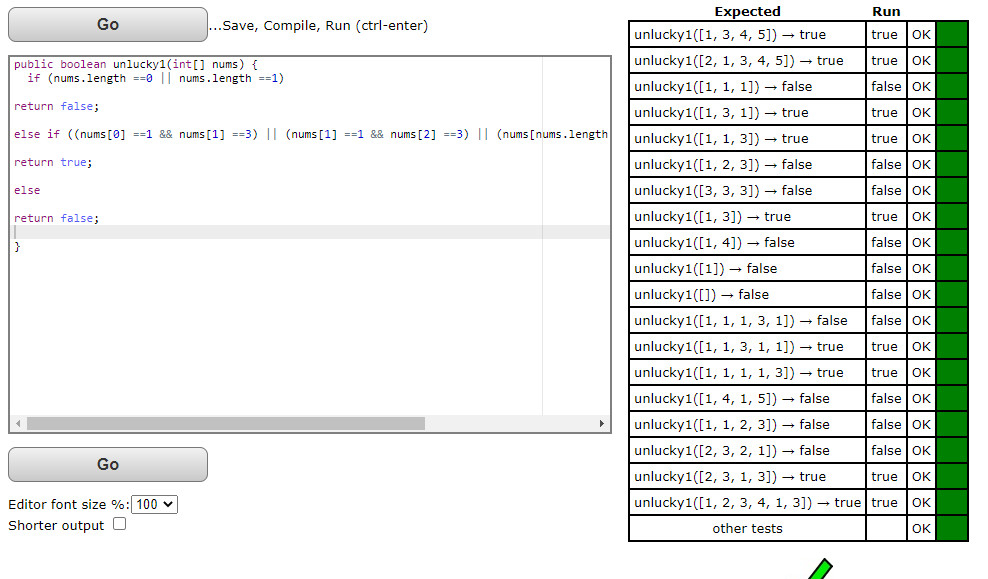 Go
...Save, Compile, Run (ctrl-enter)
public boolean unlucky1(int[] nums) {
if (nums.length ==0 || nums.length ==1)
return false;
else if ((nums[0] ==1 && nums[1] ==3) || (nums[1] ==1 && nums[2] ==3) || (nums[nums.length
return true;
else
return false;
}
Go
Editor font size %: 100
Shorter output
Expected Run
unlucky1([1, 3, 4, 5]) → true true OK
unlucky1([2, 1, 3, 4, 5]) → true true OK
unlucky1([1, 1, 1]) → false false OK
unlucky1([1, 3, 1]) → true true OK
unlucky1([1, 1, 3]) → true true OK
unlucky1([1, 2, 3]) → false false OK
unlucky1([3, 3, 3]) → false false OK
unlucky1([1, 3]) → true true OK
unlucky1([1, 4]) → false false OK
unlucky1([1]) → false false OK
unlucky1([]) → false false OK
unlucky1([1, 1, 1, 3, 1]) → false false OK
unlucky1([1, 1, 3, 1, 1]) → true true OK
unlucky1([1, 1, 1, 1, 3]) → true true OK
unlucky1([1, 4, 1, 5]) → false false OK
unlucky1([1, 1, 2, 3]) → false false OK
unlucky1([2, 3, 2, 1]) → false false OK
unlucky1([2, 3, 1, 3]) → true true OK
unlucky1([1, 2, 3, 4, 1, 3]) → true true OK
other tests OK